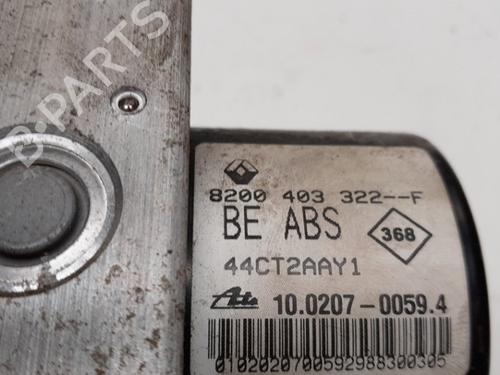 8200 403 322--F
BE ABS
368
44CT2AAY1
Ate 10.0207-0059.4
0102020700592988300305
B-PARTS